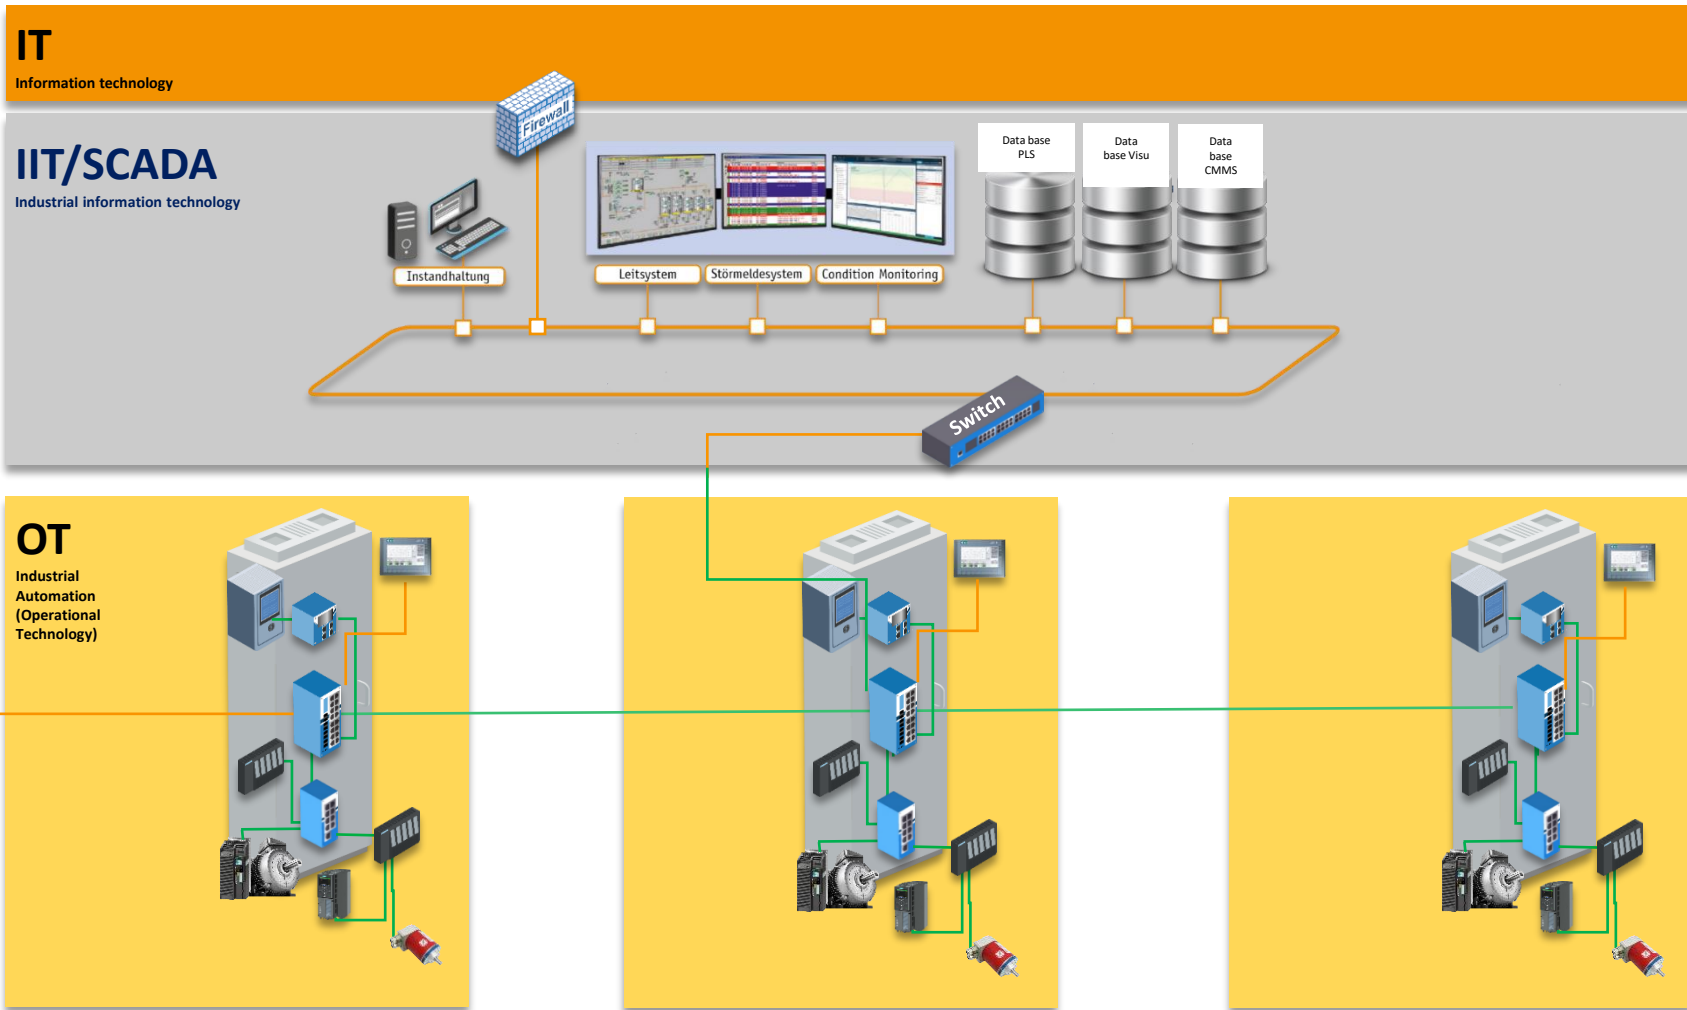 IT
Information technology
Firewall
IIT/SCADA
Industrial information technology
Data base
PLS
Data
base Visu
Data
base
CMMS
Instandhaltung
Leitsystem
Störmeldesystem
Condition Monitoring
Switch
OT
Industrial
Automation
(Operational
Technology)